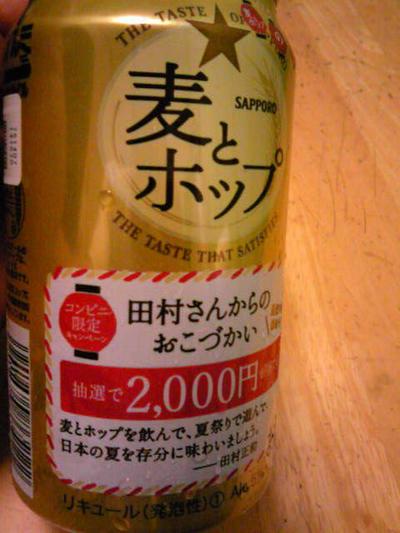 THE TASTE OF
SAPPORO
麦と
ホップ
THE TASTE THAT SATISFIES
コンビニ
限定
キャンペーン
田村さんからの
おこづかい
抽選で 2,000円
麦とホップを飲んで、夏祭りで遊んで、
日本の夏を存分に味わいましょう。
──田村正和
リキュール(発泡性)① Alc.